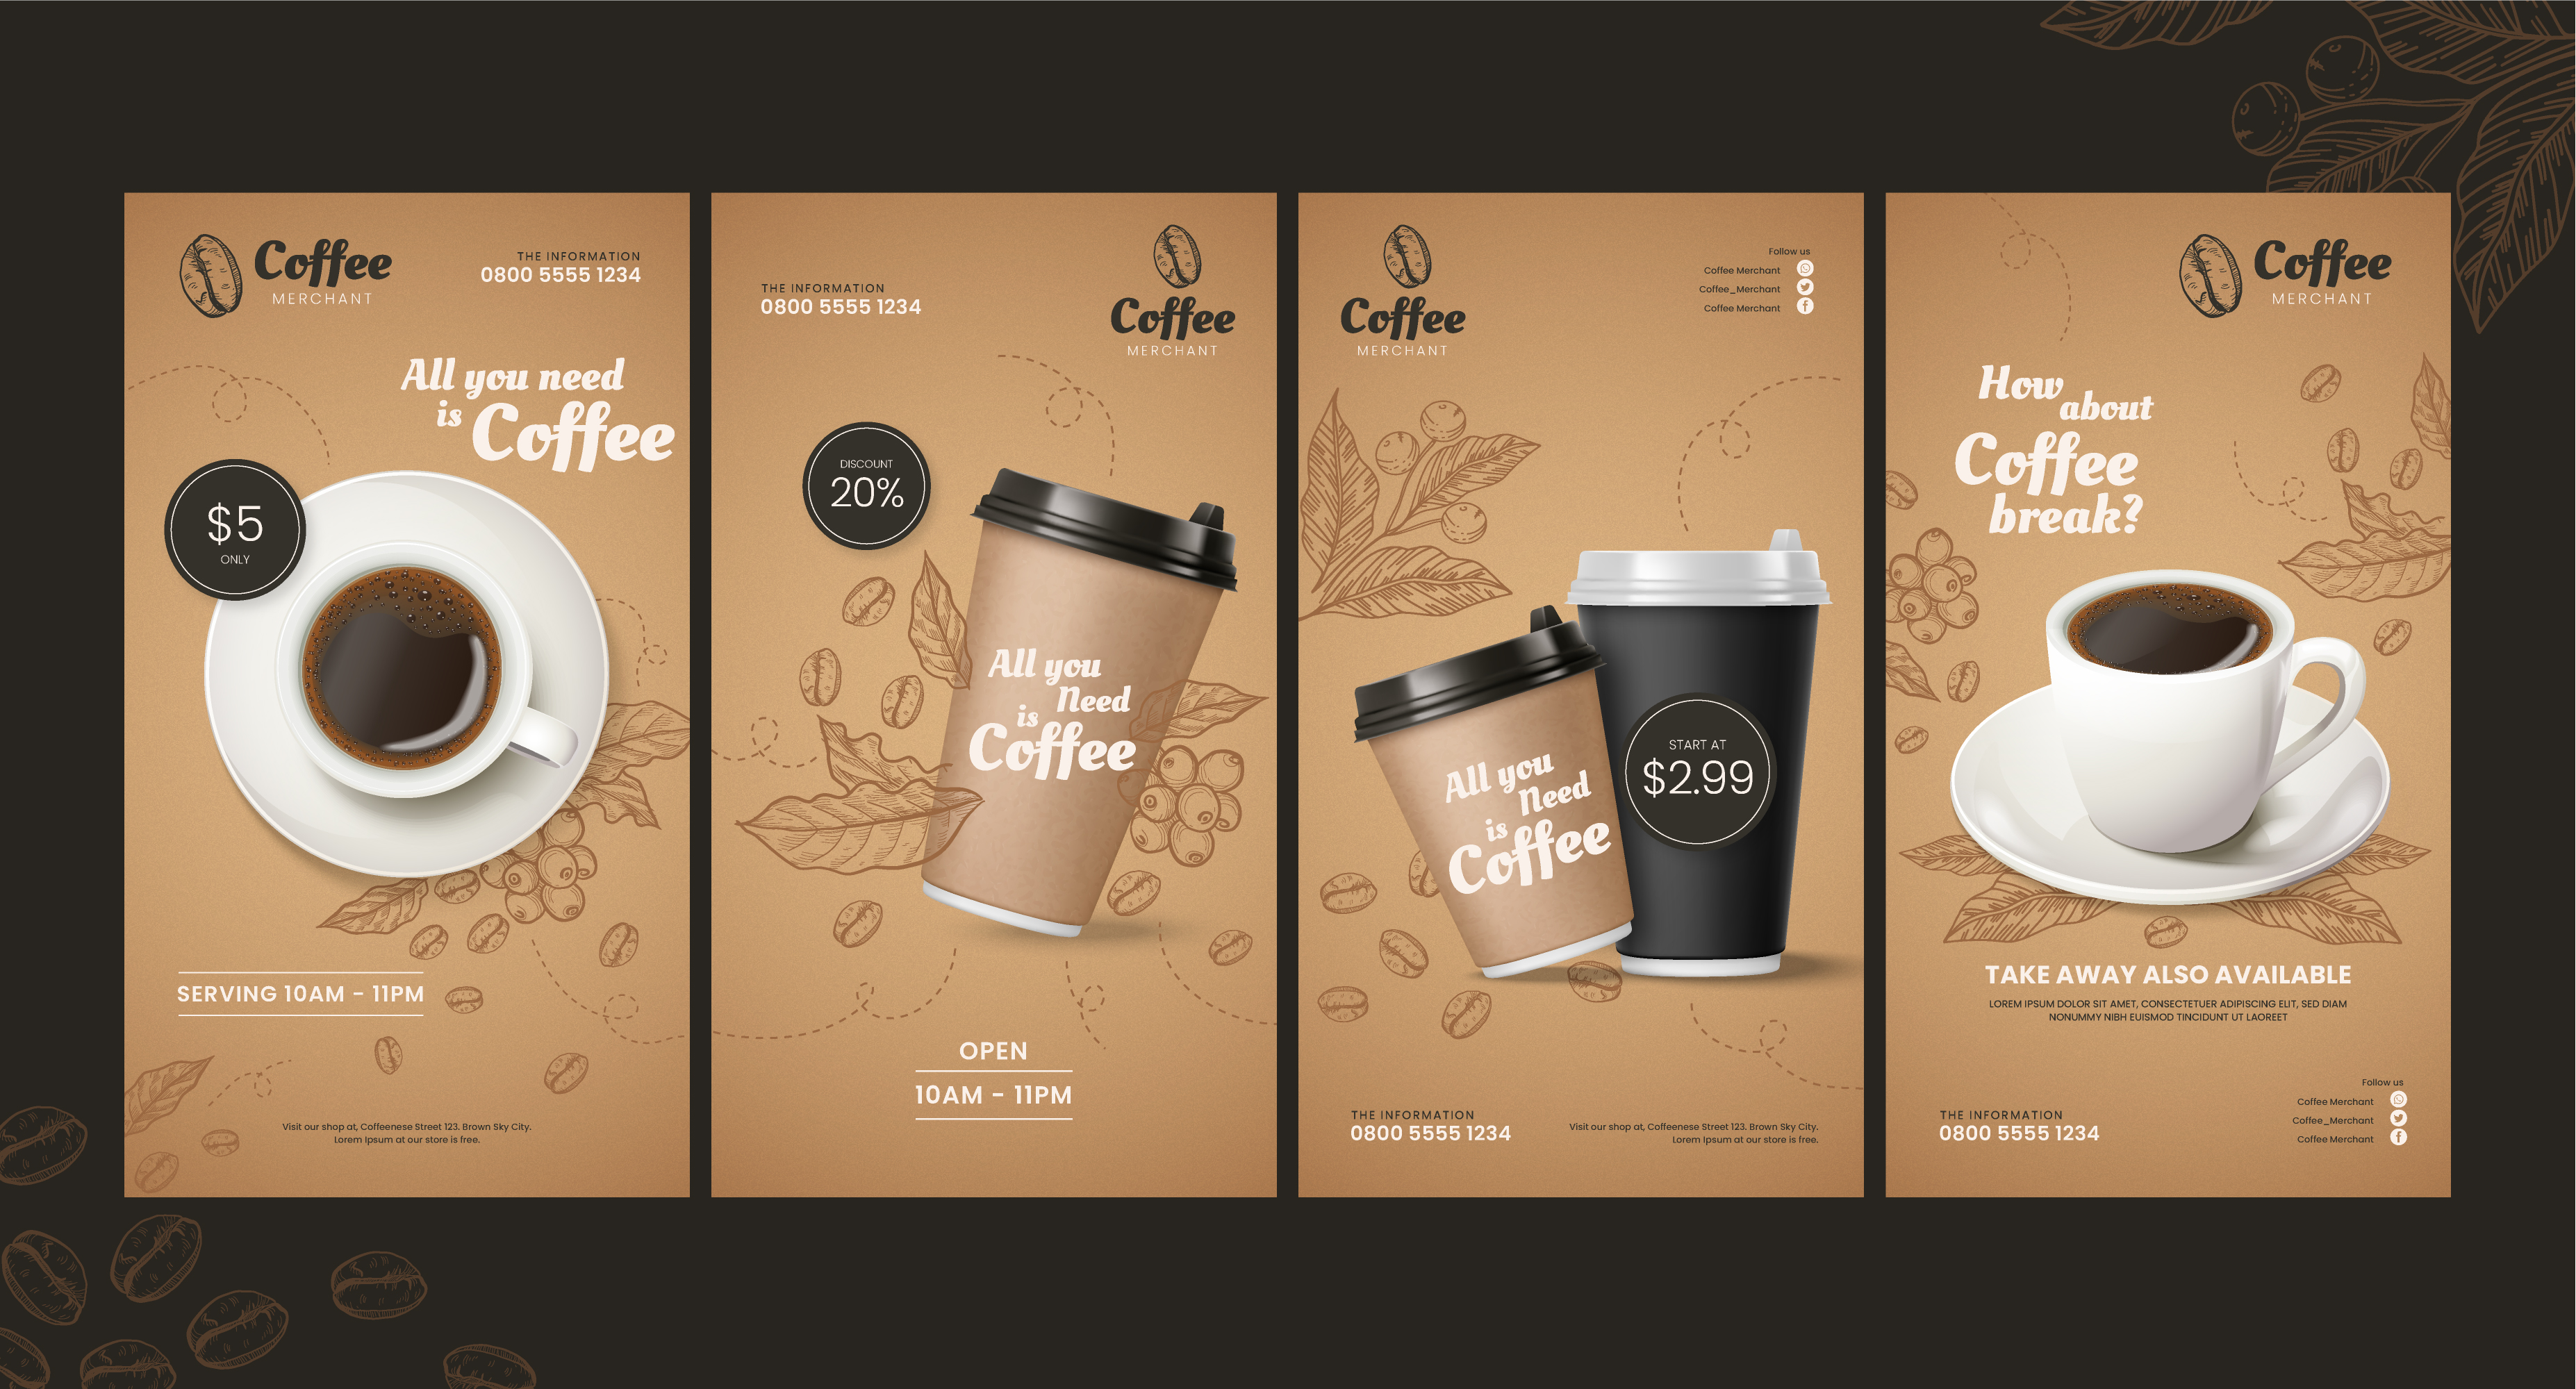 Coffee
MERCHANT
THE INFORMATION
0800 5555 1234
All you need
is Coffee
$5
ONLY
SERVING 10AM - 11PM
Visit our shop at, Coffeenese Street 123. Brown Sky City.
Lorem Ipsum at our store is free.
THE INFORMATION
0800 5555 1234
Coffee
MERCHANT
DISCOUNT
20%
All you
Need
is
Coffee
OPEN
10AM - 11PM
Coffee
MERCHANT
Follow us
Coffee Merchant
Coffee_Merchant
Coffee Merchant
All you
Need
is
Coffee
START AT
$2.99
THE INFORMATION
0800 5555 1234
Visit our shop at, Coffeenese Street 123. Brown Sky City.
Lorem Ipsum at our store is free.
Coffee
MERCHANT
How
about
Coffee
break?
TAKE AWAY ALSO AVAILABLE
LOREM IPSUM DOLOR SIT AMET, CONSECTETUER ADIPISCING ELIT, SED DIAM
NONUMMY NIBH EUISMOD TINCIDUNT UT LAOREET
THE INFORMATION
0800 5555 1234
Follow us
Coffee Merchant
Coffee_Merchant
Coffee Merchant